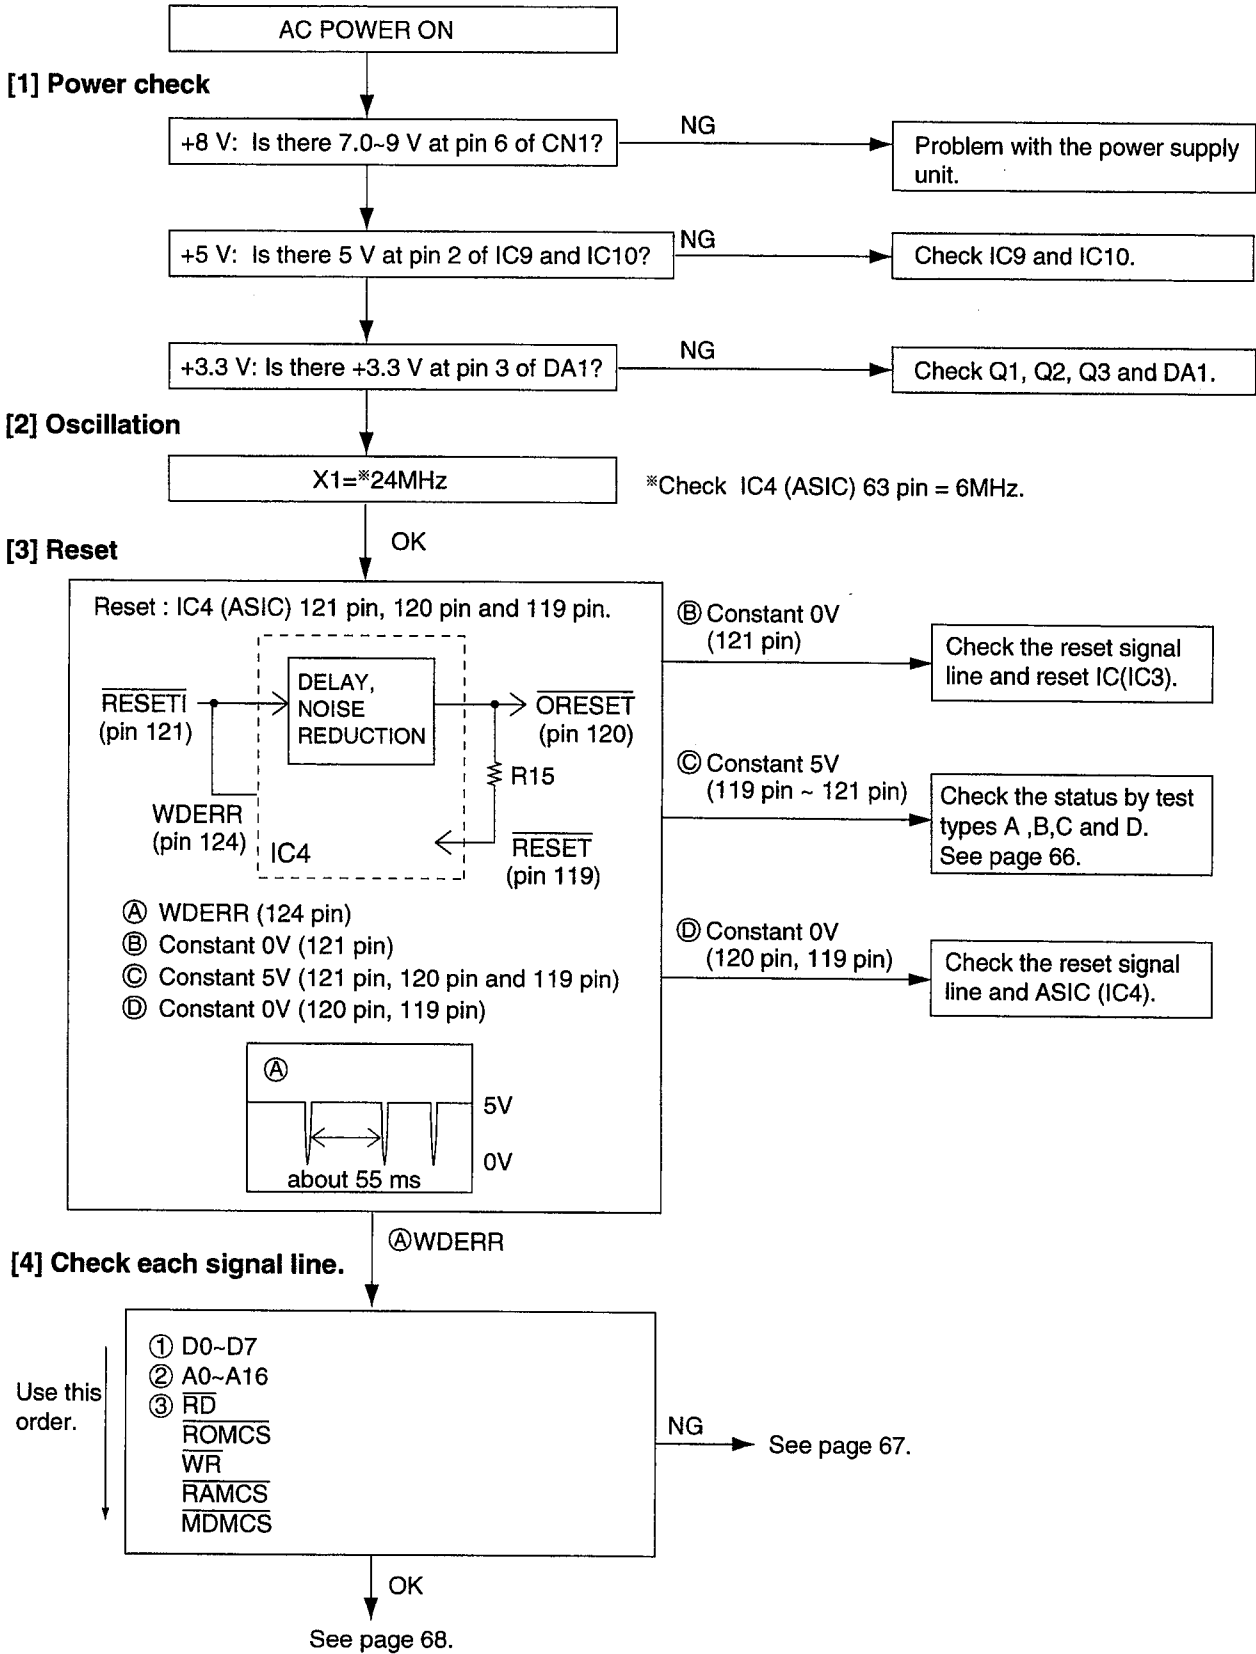 AC POWER ON
[1] Power check
+8 V: Is there 7.0~9 V at pin 6 of CN1?
NG
Problem with the power supply
unit.
+5 V: Is there 5 V at pin 2 of IC9 and IC10?
NG
Check IC9 and IC10.
+3.3 V: Is there +3.3 V at pin 3 of DA1?
NG
Check Q1, Q2, Q3 and DA1.
[2] Oscillation
X1=※24MHz
※Check IC4 (ASIC) 63 pin = 6MHz.
OK
[3] Reset
Reset : IC4 (ASIC) 121 pin, 120 pin and 119 pin.
R̅E̅S̅E̅T̅I̅
(pin 121)
DELAY,
NOISE
REDUCTION
O̅R̅E̅S̅E̅T̅
(pin 120)
R15
WDERR
(pin 124)
IC4
R̅E̅S̅E̅T̅
(pin 119)
Ⓐ WDERR (124 pin)
Ⓑ Constant 0V (121 pin)
Ⓒ Constant 5V (121 pin, 120 pin and 119 pin)
Ⓓ Constant 0V (120 pin, 119 pin)
Ⓐ
5V
0V
about 55 ms
Ⓑ Constant 0V
(121 pin)
Check the reset signal
line and reset IC(IC3).
Ⓒ Constant 5V
(119 pin ~ 121 pin)
Check the status by test
types A ,B,C and D.
See page 66.
Ⓓ Constant 0V
(120 pin, 119 pin)
Check the reset signal
line and ASIC (IC4).
ⒶWDERR
[4] Check each signal line.
Use this
order.
① D0~D7
② A0~A16
③ R̅D̅
R̅O̅M̅C̅S̅
W̅R̅
R̅A̅M̅C̅S̅
M̅D̅M̅C̅S̅
NG
See page 67.
OK
See page 68.